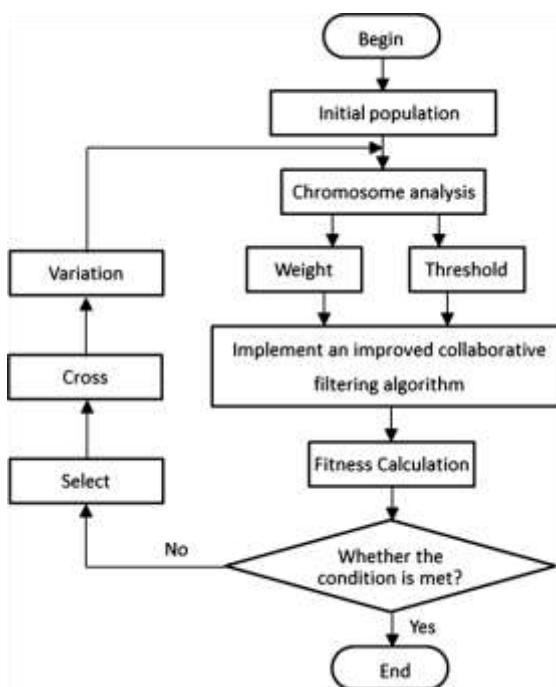 Begin
Initial population
Chromosome analysis
Weight
Threshold
Variation
Implement an improved collaborative
filtering algorithm
Cross
Fitness Calculation
Select
No
Whether the
condition is met?
Yes
End